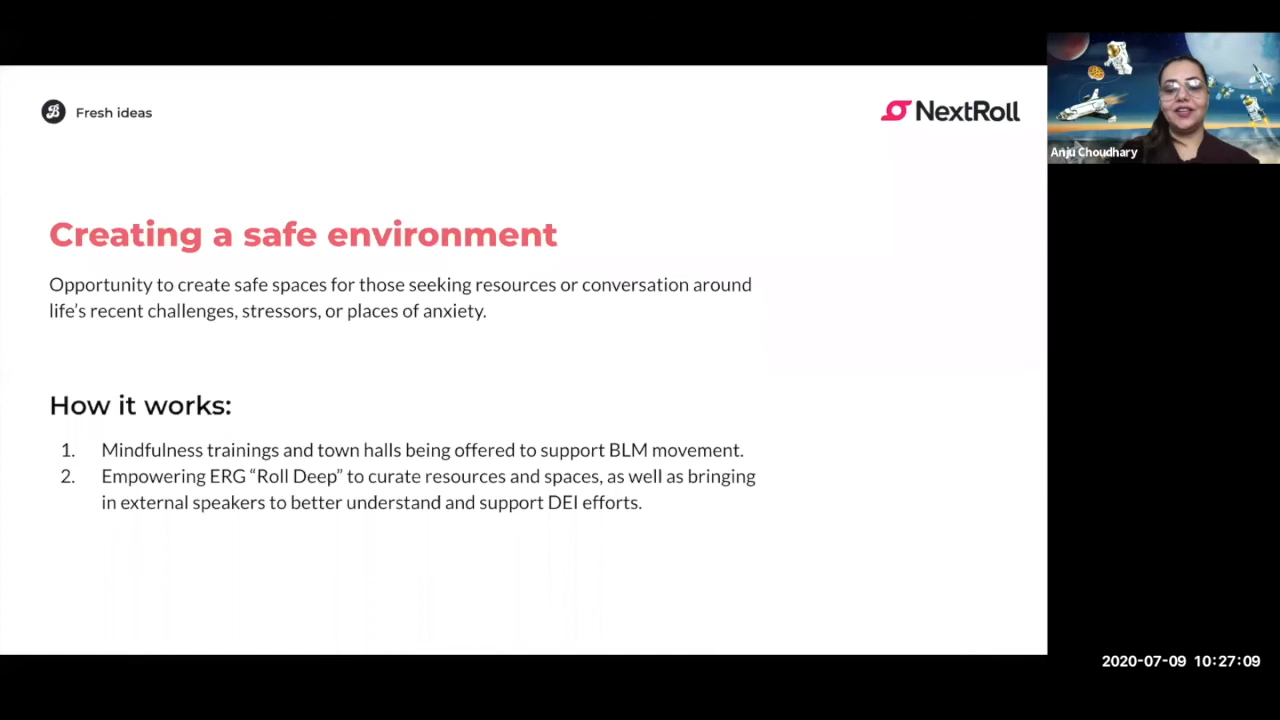 Fresh ideas
NextRoll
Anju Choudhary
Creating a safe environment
Opportunity to create safe spaces for those seeking resources or conversation around
life's recent challenges, stressors, or places of anxiety.
How it works:
1. Mindfulness trainings and town halls being offered to support BLM movement.
2. Empowering ERG “Roll Deep” to curate resources and spaces, as well as bringing
in external speakers to better understand and support DEI efforts.
2020-07-09 10:27:09